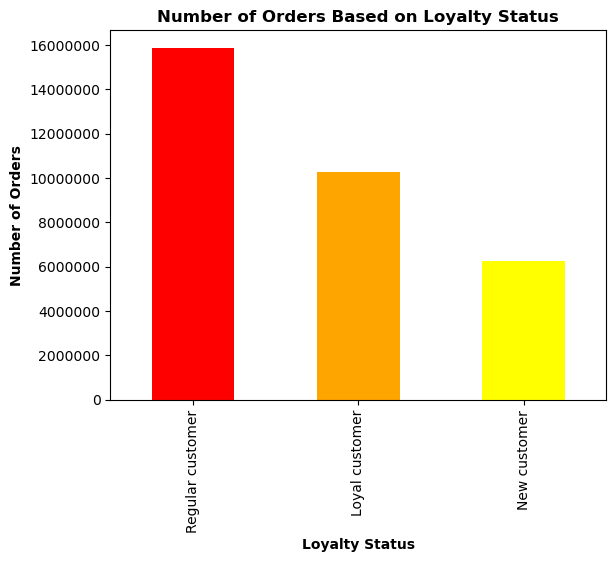 Number of Orders Based on Loyalty Status
Number of Orders
16000000
14000000
12000000
10000000
8000000
6000000
4000000
2000000
0
Regular customer
Loyal customer
New customer
Loyalty Status